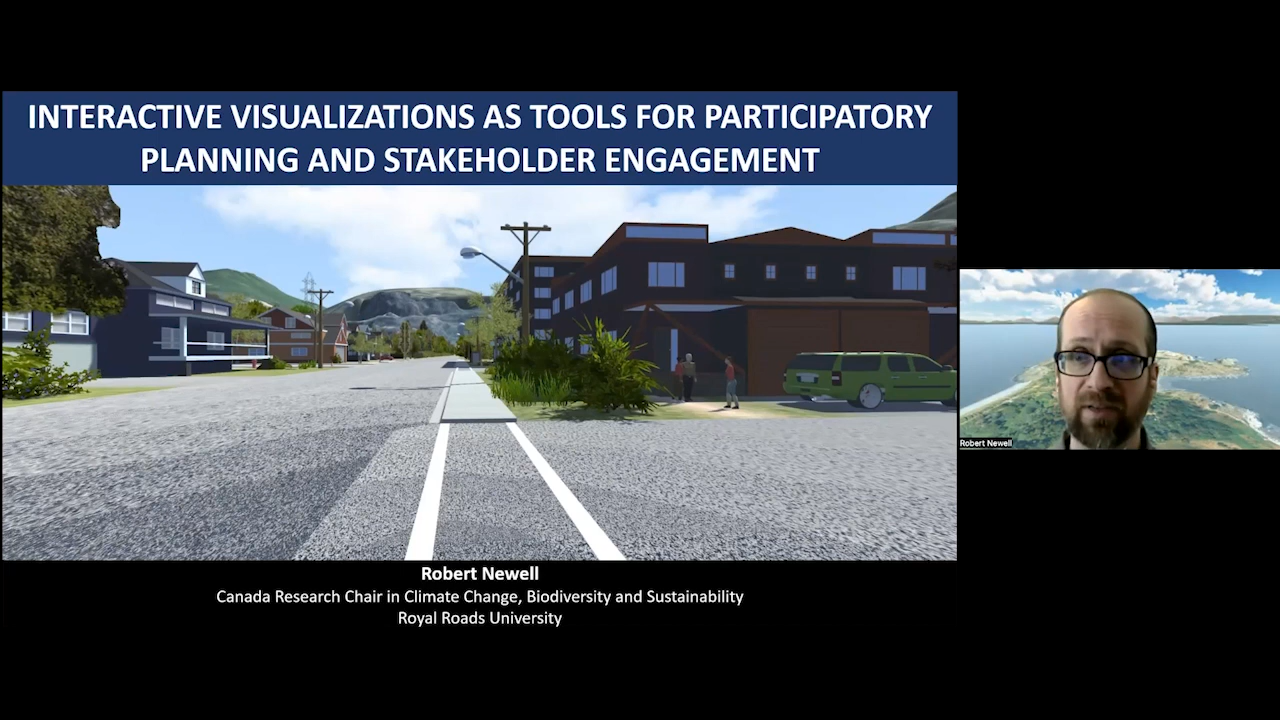 INTERACTIVE VISUALIZATIONS AS TOOLS FOR PARTICIPATORY
PLANNING AND STAKEHOLDER ENGAGEMENT
Robert Newell
Canada Research Chair in Climate Change, Biodiversity and Sustainability
Royal Roads University
Robert Newell